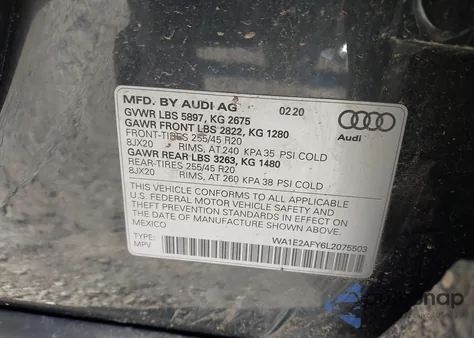 MFD. BY AUDI AG 02 20
GVWR LBS 5897, KG 2675
GAWR FRONT LBS 2822, KG 1280
FRONT-TIRES 255/45 R20
8JX20 RIMS, AT 240 KPA 35 PSI COLD
GAWR REAR LBS 3263, KG 1480
REAR-TIRES 255/45 R20
8JX20 RIMS, AT 260 KPA 38 PSI COLD
Audi
THIS VEHICLE CONFORMS TO ALL APPLICABLE
U.S. FEDERAL MOTOR VEHICLE SAFETY AND
THEFT PREVENTION STANDARDS IN EFFECT ON
THE DATE OF MANUFACTURE SHOWN ABOVE.
MEXICO
TYPE: WA1E2AFY6L2075503
MPV